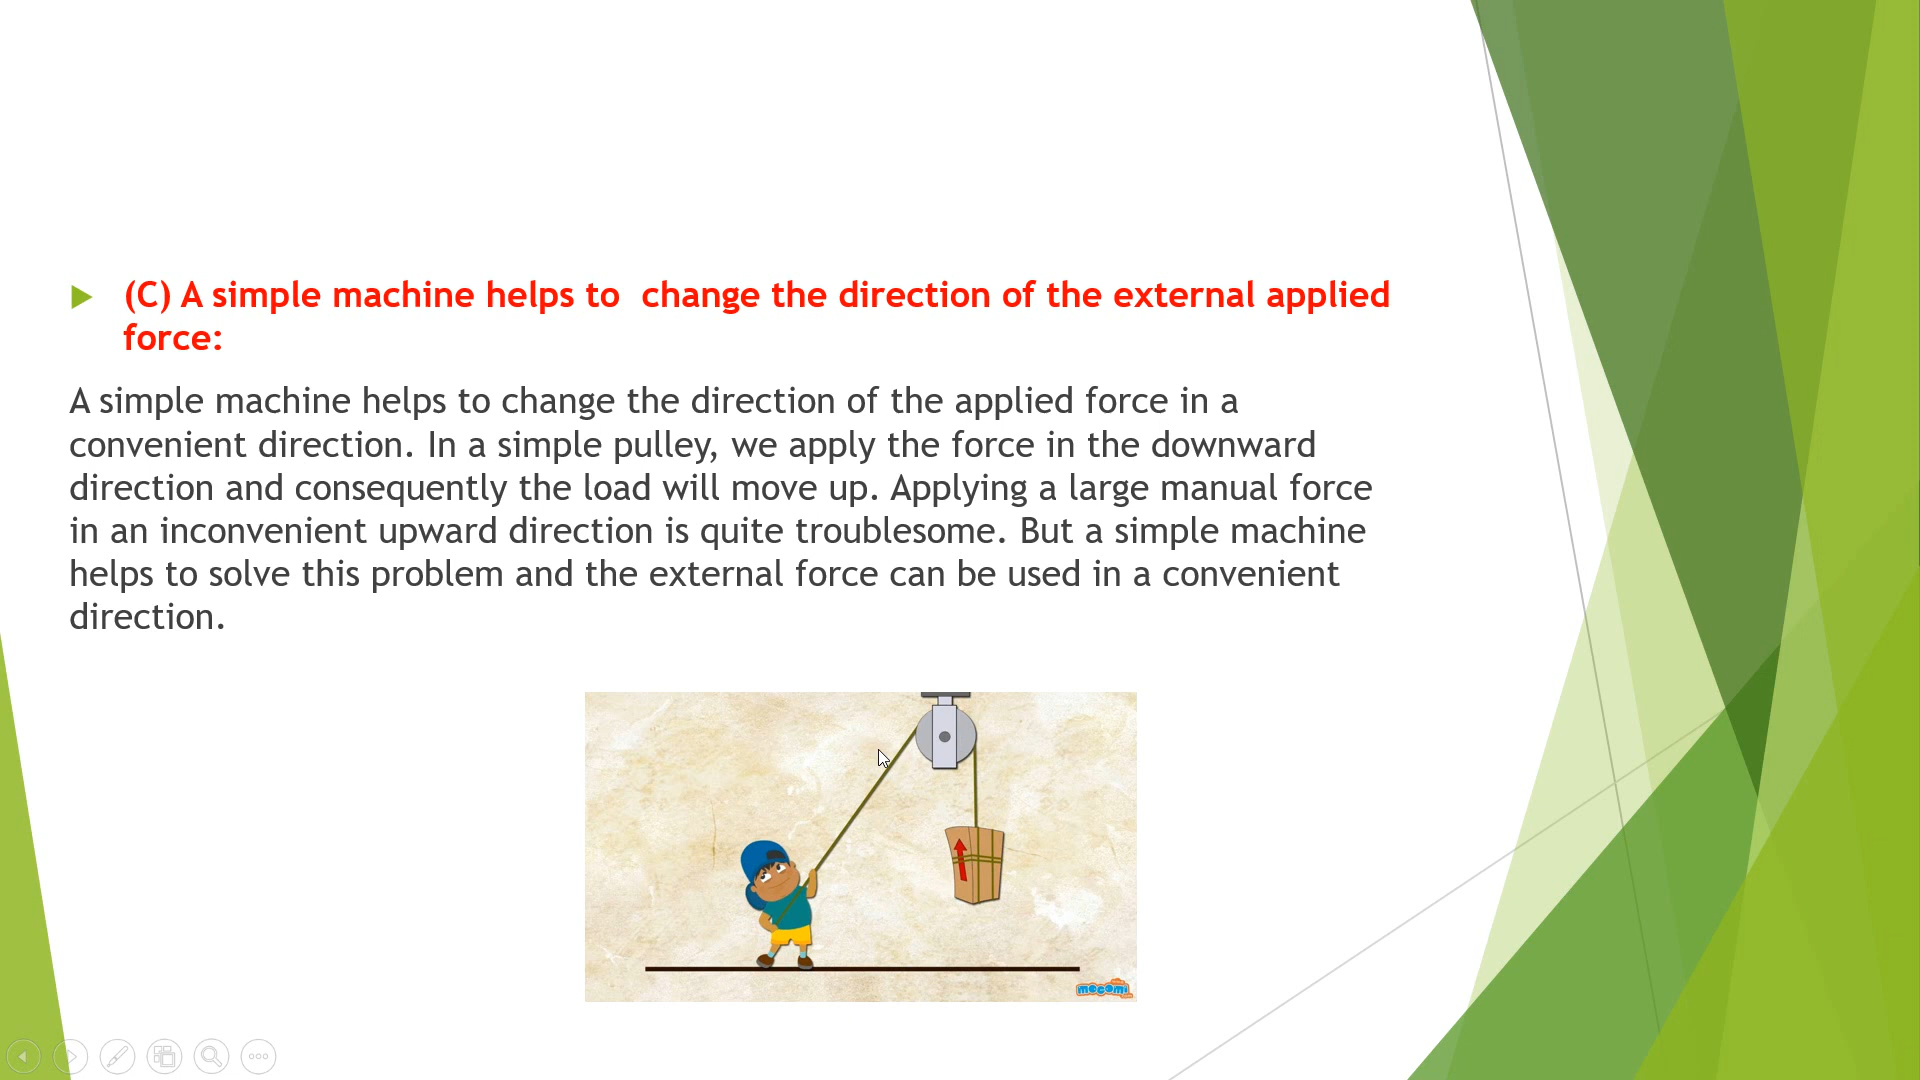 (C) A simple machine helps to  change the direction of the external applied
force:
A simple machine helps to change the direction of the applied force in a
convenient direction. In a simple pulley, we apply the force in the downward
direction and consequently the load will move up. Applying a large manual force
in an inconvenient upward direction is quite troublesome. But a simple machine
helps to solve this problem and the external force can be used in a convenient
direction.
mocomi